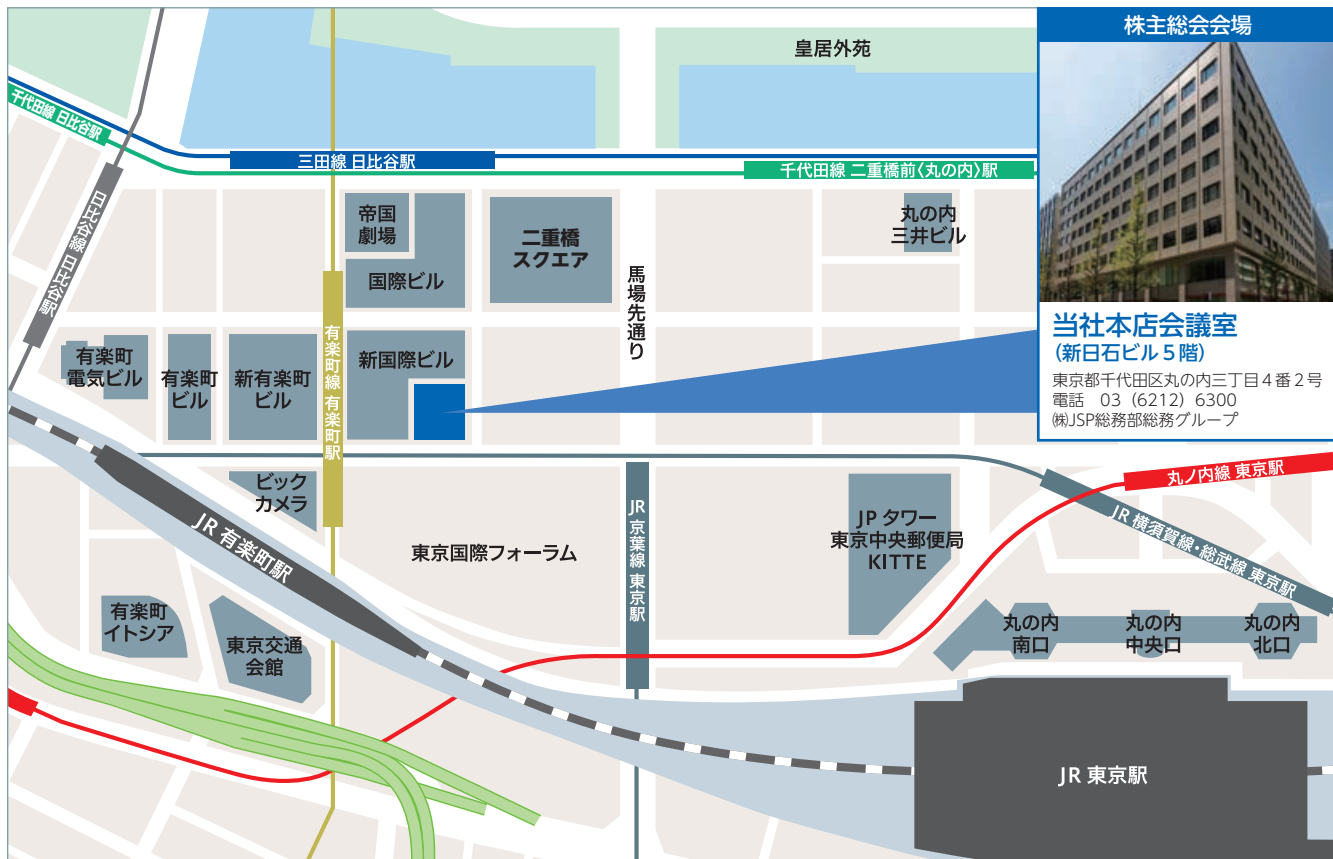 株主総会会場
皇居外苑
千代田線 日比谷駅
三田線 日比谷駅
千代田線 二重橋前〈丸の内〉駅
日比谷線 日比谷駅
帝国
劇場
国際ビル
二重橋
スクエア
馬場先通り
丸の内
三井ビル
当社本店会議室
(新日石ビル5階)
東京都千代田区丸の内三丁目4番2号
電話 03 (6212) 6300
㈱JSP総務部総務グループ
有楽町
電気ビル
有楽町
ビル
新有楽町
ビル
有楽町線 有楽町駅
新国際ビル
ビック
カメラ
JR 有楽町駅
東京国際フォーラム
JR 京葉線 東京駅
JP タワー
東京中央郵便局
KITTE
丸ノ内線 東京駅
JR 横須賀線・総武線 東京駅
有楽町
イトシア
東京交通
会館
丸の内
南口
丸の内
中央口
丸の内
北口
JR 東京駅